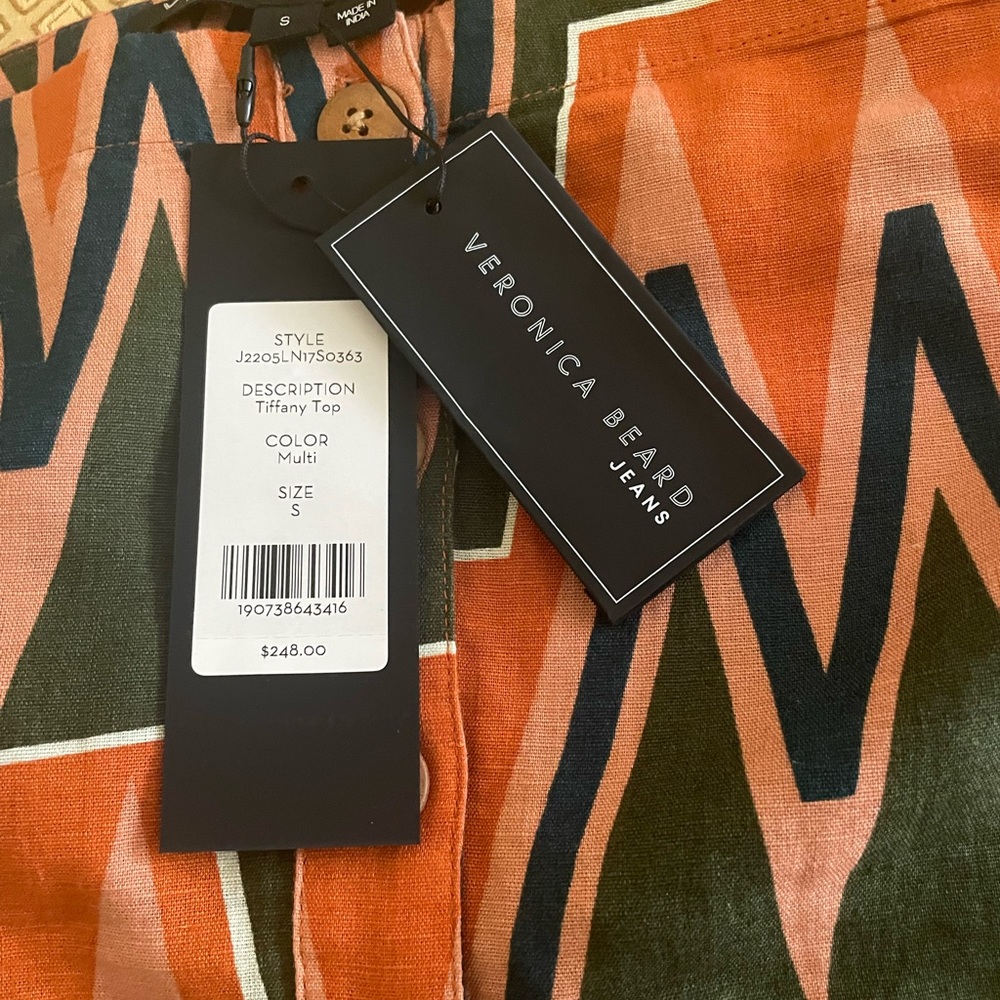 S
MADE IN
INDIA
STYLE
J2205LN17S0363
DESCRIPTION
Tiffany Top
COLOR
Multi
SIZE
S
190738643416
$248.00
VERONICA BEARD
JEANS